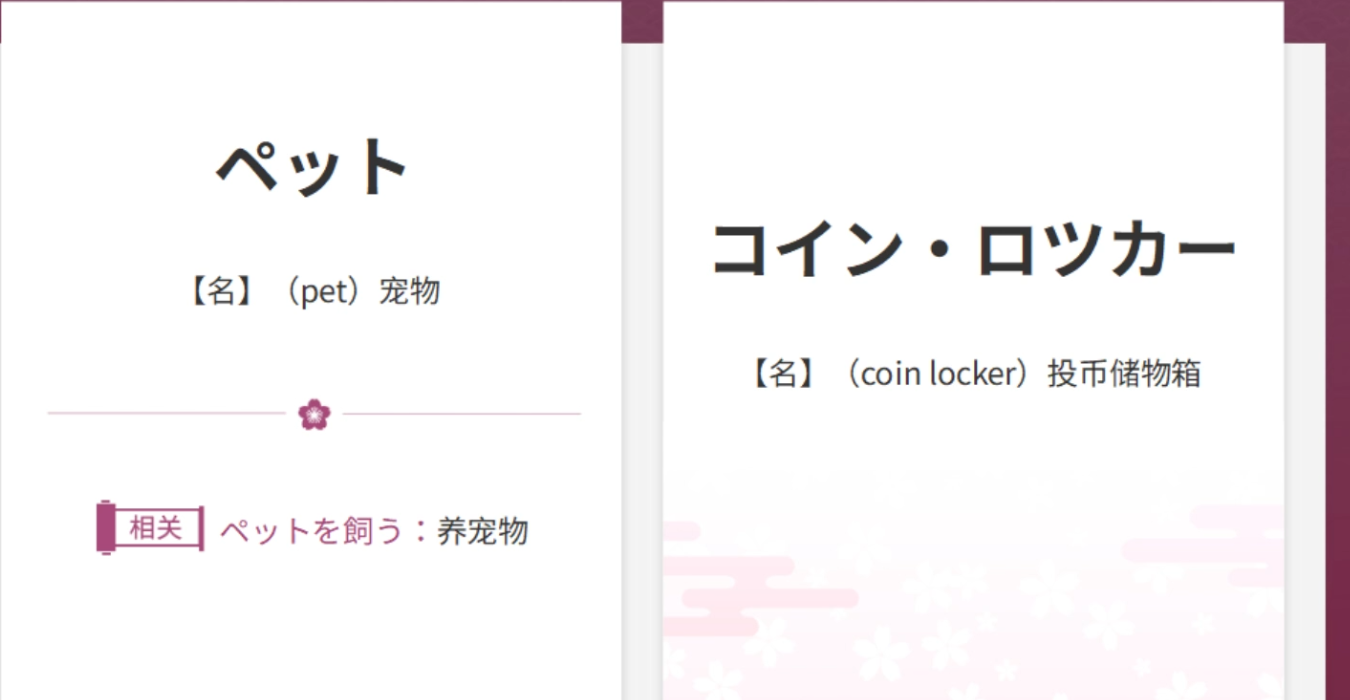 ペット
【名】（pet）宠物
相关 ペットを飼う：养宠物
コイン・ロツカー
【名】（coin locker）投币储物箱